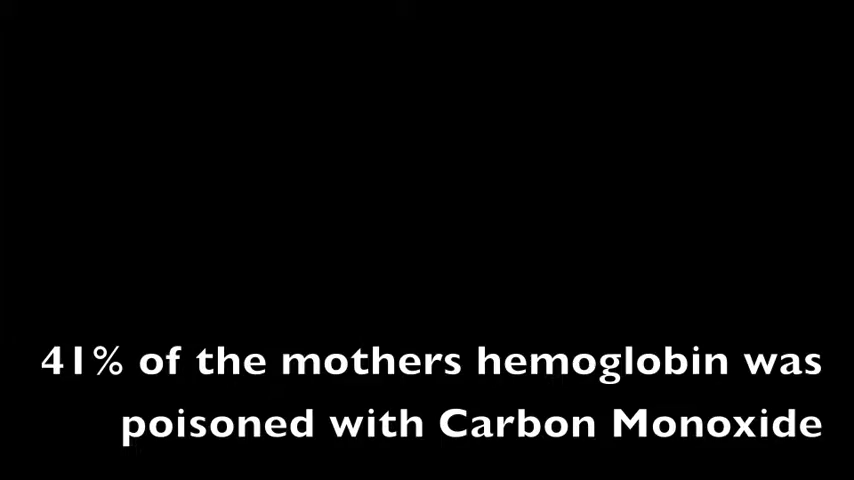 41% of the mothers hemoglobin was
poisoned with Carbon Monoxide